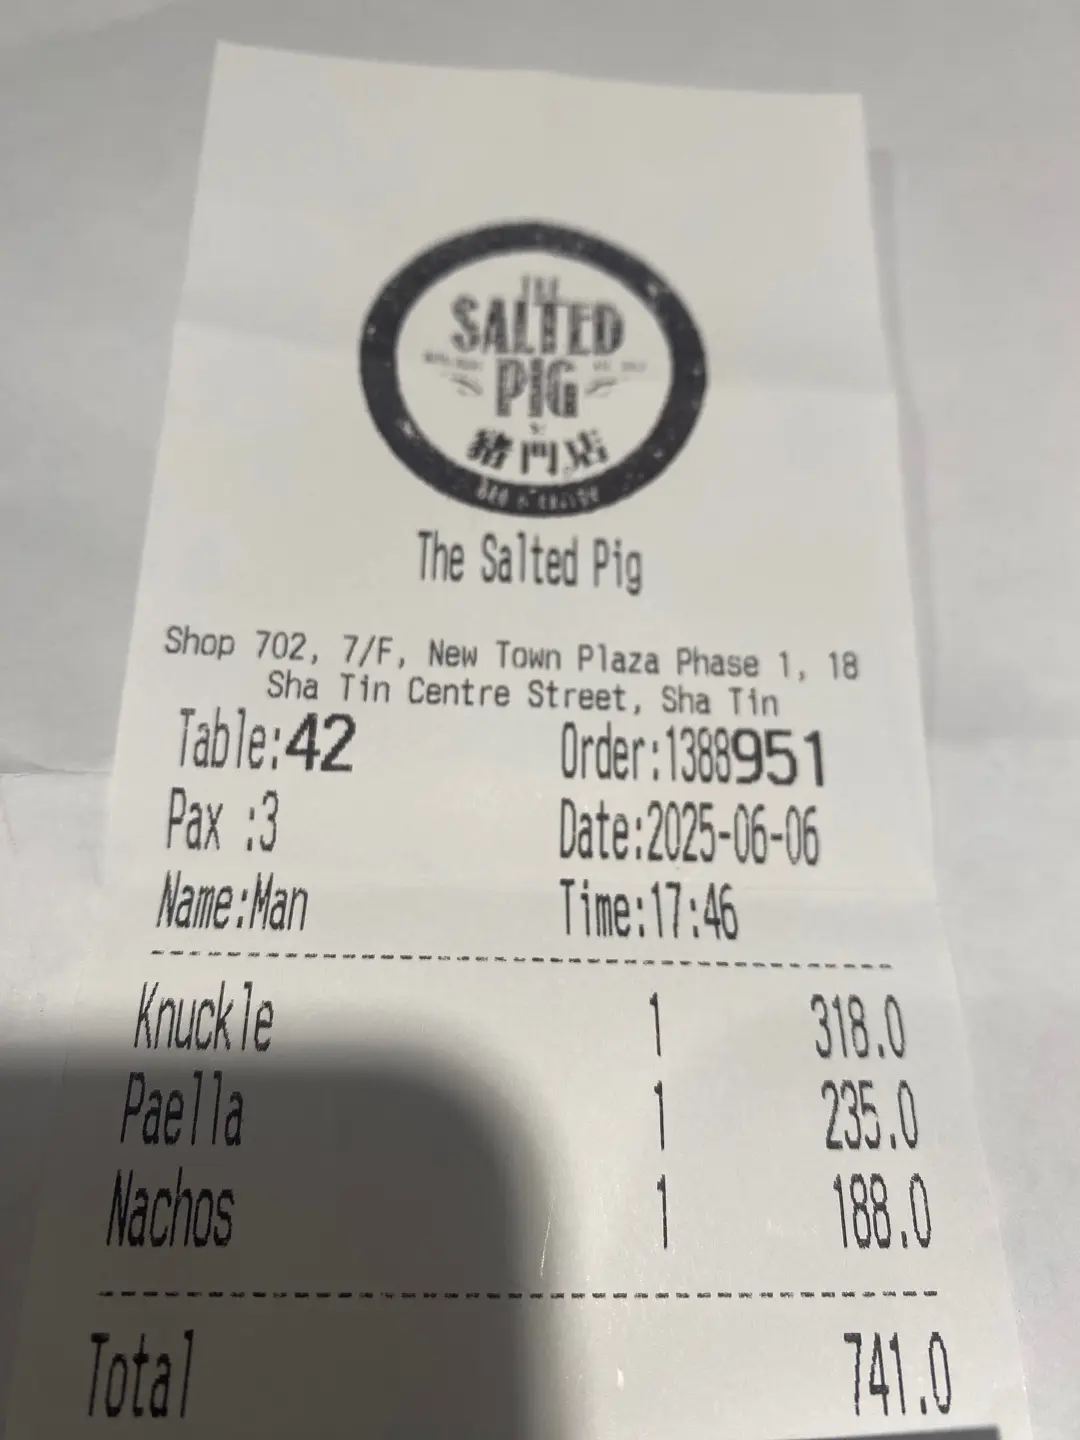 THE
SALTED
PIG
豬門店
The Salted Pig
Shop 702, 7/F, New Town Plaza Phase 1, 18
Sha Tin Centre Street, Sha Tin
Table:42 Order:1388951
Pax :3 Date:2025-06-06
Name:Man Time:17:46
Knuckle 1 318.0
Paella 1 235.0
Nachos 1 188.0
Total 741.0